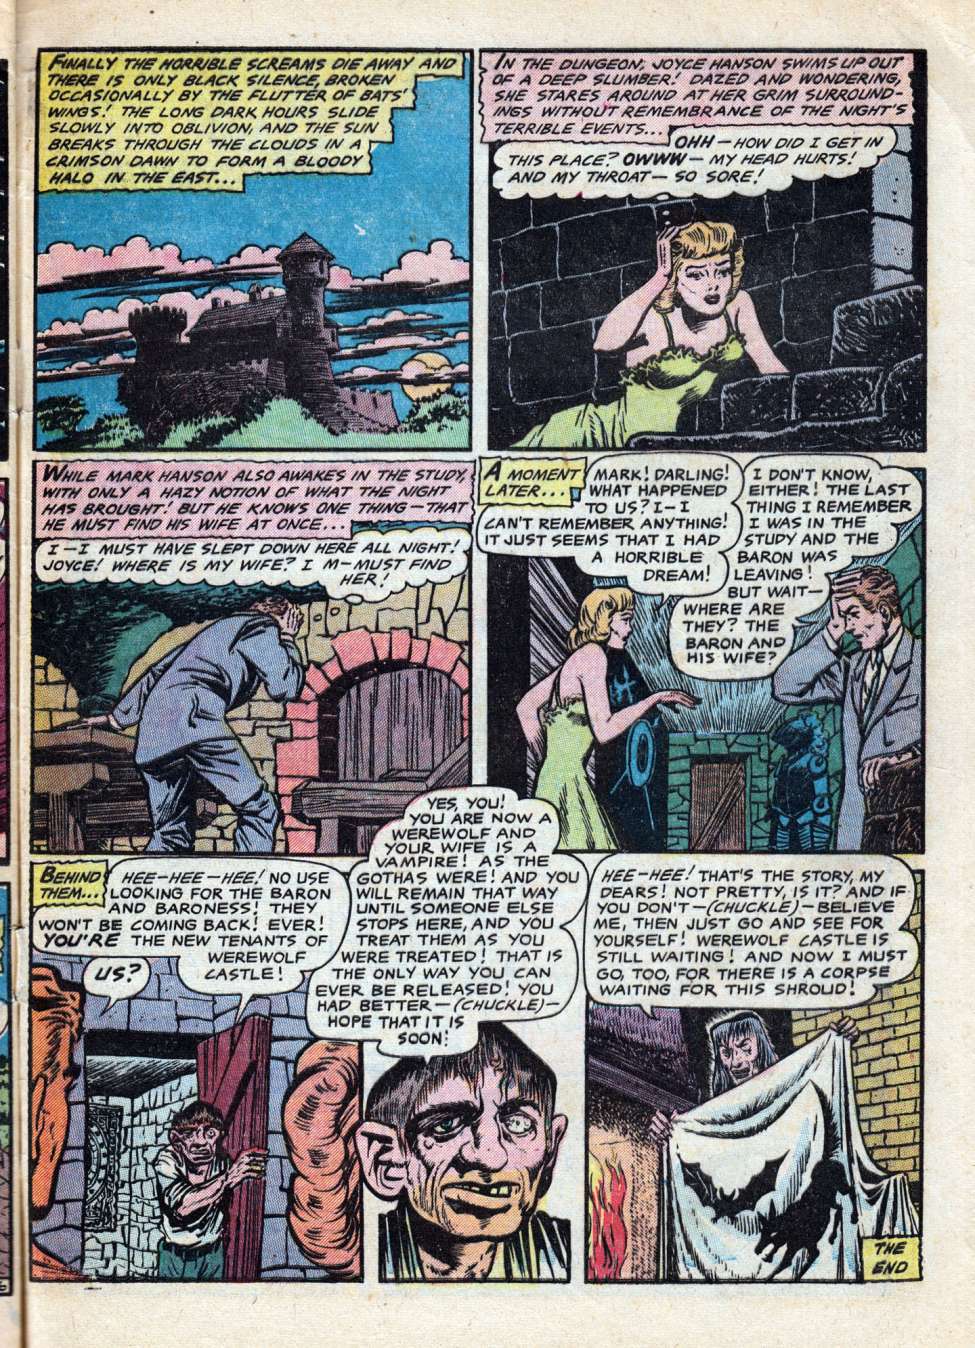 FINALLY THE HORRIBLE SCREAMS DIE AWAY AND
THERE IS ONLY BLACK SILENCE, BROKEN
OCCASIONALLY BY THE FLUTTER OF BATS'
WINGS! THE LONG DARK HOURS SLIDE
SLOWLY INTO OBLIVION, AND THE SUN
BREAKS THROUGH THE CLOUDS IN A
CRIMSON DAWN TO FORM A BLOODY
HALO IN THE EAST...
IN THE DUNGEON, JOYCE HANSON SWIMS UP OUT
OF A DEEP SLUMBER! DAZED AND WONDERING,
SHE STARES AROUND AT HER GRIM SURROUND-
INGS WITHOUT REMEMBRANCE OF THE NIGHT'S
TERRIBLE EVENTS...
OHH—HOW DID I GET IN
THIS PLACE? OWWW—MY HEAD HURTS!
AND MY THROAT—SO SORE!
WHILE MARK HANSON ALSO AWAKES IN THE STUDY,
WITH ONLY A HAZY NOTION OF WHAT THE NIGHT
HAS BROUGHT! BUT HE KNOWS ONE THING—THAT
HE MUST FIND HIS WIFE AT ONCE...
I—I MUST HAVE SLEPT DOWN HERE ALL NIGHT!
JOYCE! WHERE IS MY WIFE? I M—MUST FIND
HER!
A MOMENT
LATER...
MARK! DARLING!
WHAT HAPPENED
TO US? I—I
CAN'T REMEMBER ANYTHING!
IT JUST SEEMS THAT I HAD
A HORRIBLE
DREAM!
I DON'T KNOW,
EITHER! THE LAST
THING I REMEMBER
I WAS IN THE
STUDY AND THE
BARON WAS
LEAVING!
BUT WAIT—
WHERE ARE
THEY? THE
BARON AND
HIS WIFE?
BEHIND
THEM...
HEE-HEE-HEE! NO USE
LOOKING FOR THE BARON
AND BARONESS! THEY
WON'T BE COMING BACK! EVER!
YOU'RE THE NEW TENANTS OF
WEREWOLF
CASTLE!
US?
YES, YOU!
YOU ARE NOW A
WEREWOLF AND
YOUR WIFE IS A
VAMPIRE! AS THE
GOTHAS WERE! AND YOU
WILL REMAIN THAT WAY
UNTIL SOMEONE ELSE
STOPS HERE, AND YOU
TREAT THEM AS YOU
WERE TREATED! THAT IS
THE ONLY WAY YOU CAN
EVER BE RELEASED! YOU
HAD BETTER—(CHUCKLE)—
HOPE THAT IT IS
SOON!
HEE-HEE! THAT'S THE STORY, MY
DEARS! NOT PRETTY, IS IT? AND IF
YOU DON'T—(CHUCKLE)—BELIEVE
ME, THEN JUST GO AND SEE FOR
YOURSELF! WEREWOLF CASTLE IS
STILL WAITING! AND NOW I MUST
GO, TOO, FOR THERE IS A CORPSE
WAITING FOR THIS SHROUD!
THE
END